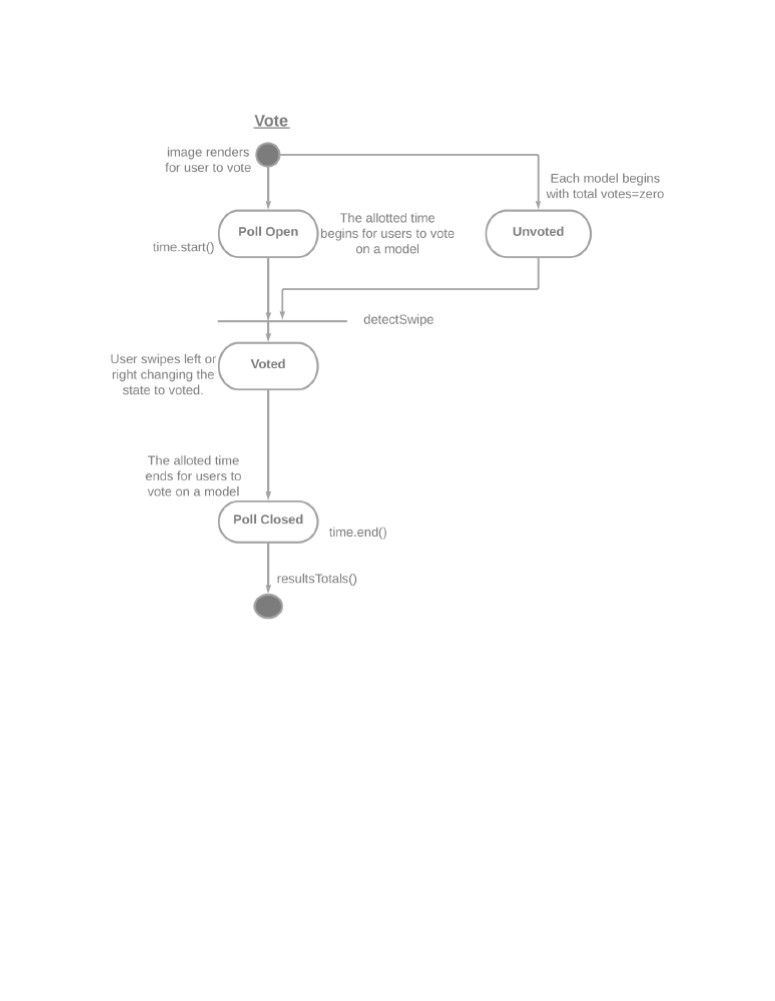 Vote
image renders
for user to vote
Each model begins
with total votes=zero
Poll Open
The allotted time
begins for users to vote
on a model
Unvoted
time.start()
detectSwipe
User swipes left or
right changing the
state to voted.
Voted
The alloted time
ends for users to
vote on a model
Poll Closed
time.end()
resultsTotals()